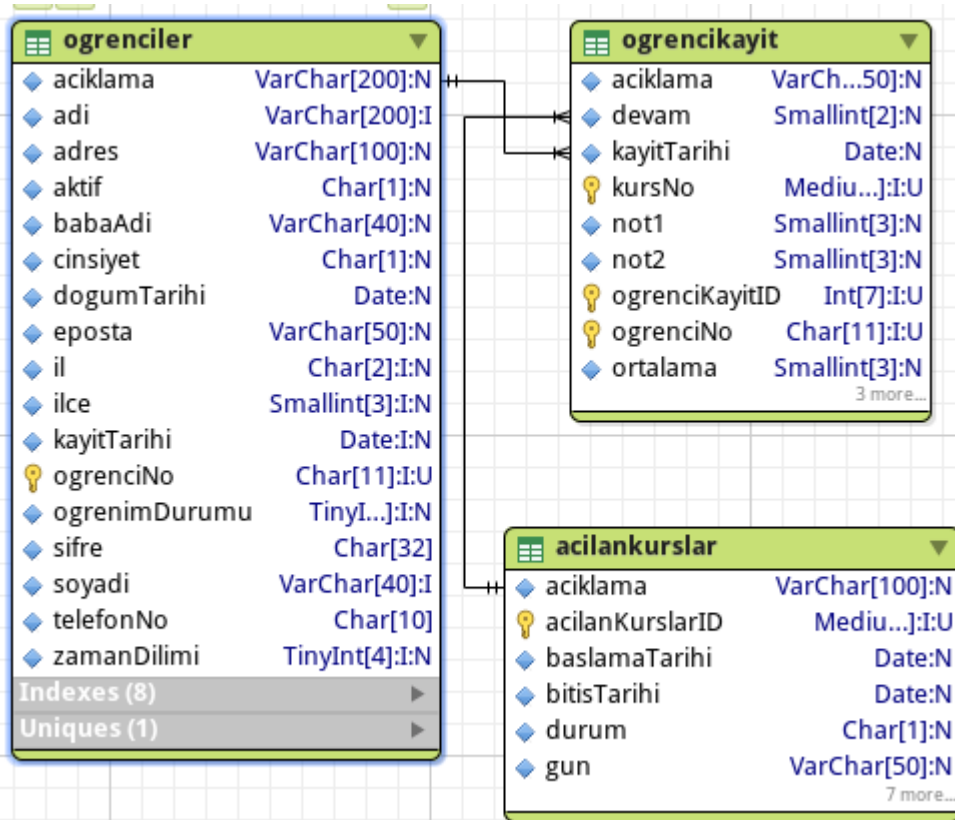 ogrenciler
aciklama VarChar[200]:N
adi VarChar[200]:I
adres VarChar[100]:N
aktif Char[1]:N
babaAdi VarChar[40]:N
cinsiyet Char[1]:N
dogumTarihi Date:N
eposta VarChar[50]:N
il Char[2]:I:N
ilce Smallint[3]:I:N
kayitTarihi Date:I:N
ogrenciNo Char[11]:I:U
ogrenimDurumu TinyI...]:I:N
sifre Char[32]
soyadi VarChar[40]:I
telefonNo Char[10]
zamanDilimi TinyInt[4]:I:N
Indexes (8)
Uniques (1)
ogrencikayit
aciklama VarCh...50]:N
devam Smallint[2]:N
kayitTarihi Date:N
kursNo Mediu...]:I:U
not1 Smallint[3]:N
not2 Smallint[3]:N
ogrenciKayitID Int[7]:I:U
ogrenciNo Char[11]:I:U
ortalama Smallint[3]:N
3 more...
acilankurslar
aciklama VarChar[100]:N
acilanKurslarID Mediu...]:I:U
baslamaTarihi Date:N
bitisTarihi Date:N
durum Char[1]:N
gun VarChar[50]:N
7 more...